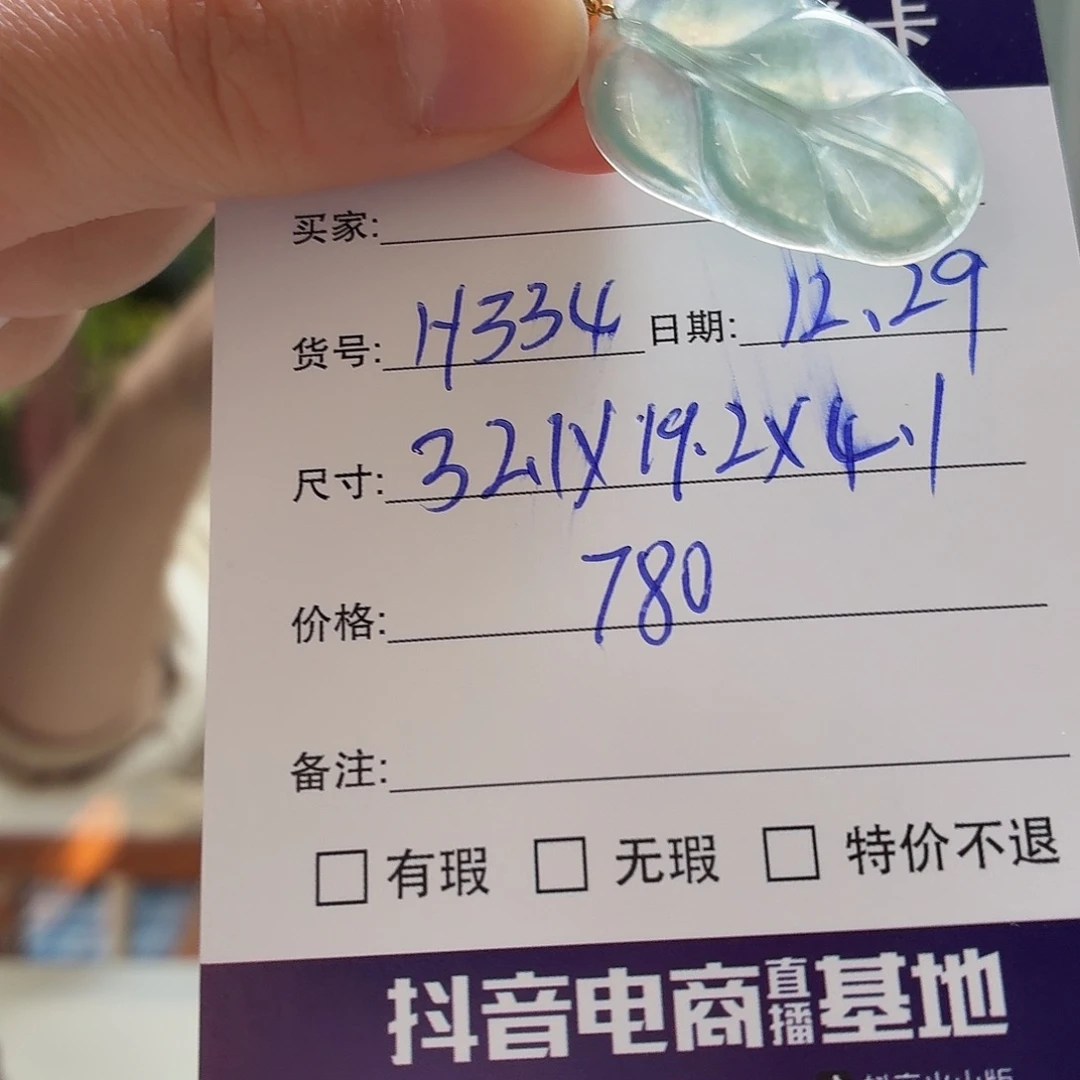 卡
买家:
货号: H334 日期: 12.29
尺寸: 32.1X19.2X4.1
价格: 780
备注:
□有瑕 □无瑕 □特价不退
抖音电商直播基地